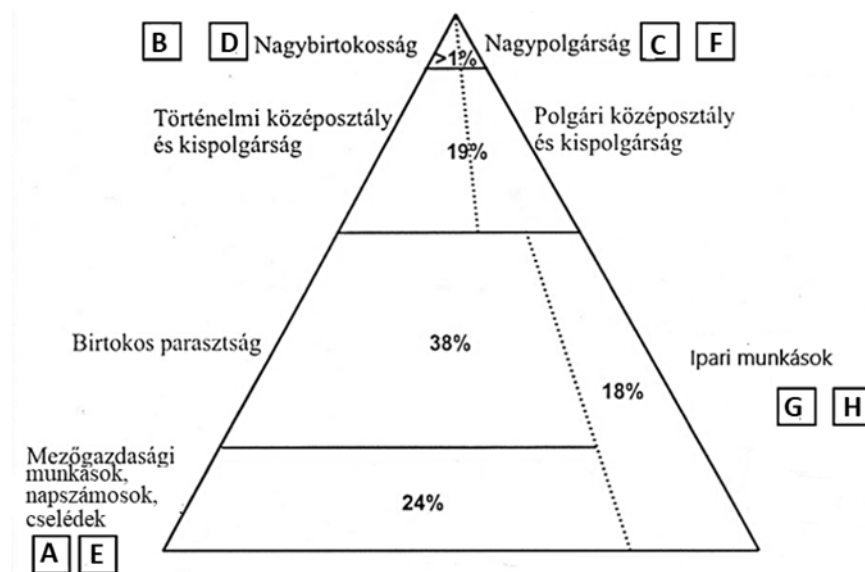 B D Nagybirtokosság Nagypolgárság C F
>1%
Történelmi középosztály
és kispolgárság
Polgári középosztály
és kispolgárság
19%
Birtokos parasztság
38%
Ipari munkások
18%
G H
Mezőgazdasági
munkások,
napszámosok,
cselédek
24%
A E